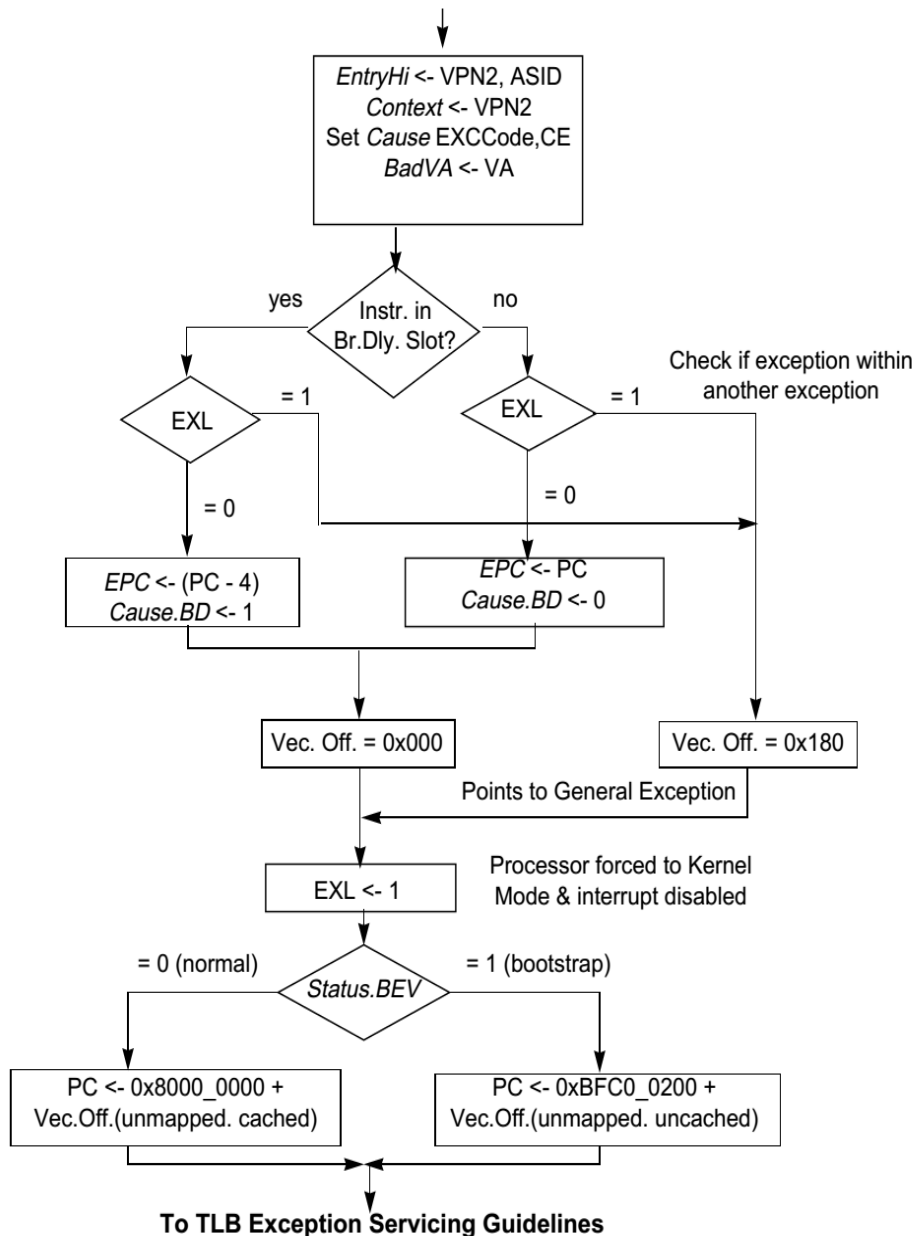 EntryHi <- VPN2, ASID
Context <- VPN2
Set Cause EXCCode,CE
BadVA <- VA
yes
no
Instr. in
Br.Dly. Slot?
Check if exception within
another exception
= 1
= 1
EXL
EXL
= 0
= 0
EPC <- (PC - 4)
Cause.BD <- 1
EPC <- PC
Cause.BD <- 0
Vec. Off. = 0x000
Vec. Off. = 0x180
Points to General Exception
EXL <- 1
Processor forced to Kernel
Mode & interrupt disabled
= 0 (normal)
= 1 (bootstrap)
Status.BEV
PC <- 0x8000_0000 +
Vec.Off.(unmapped. cached)
PC <- 0xBFC0_0200 +
Vec.Off.(unmapped. uncached)
To TLB Exception Servicing Guidelines